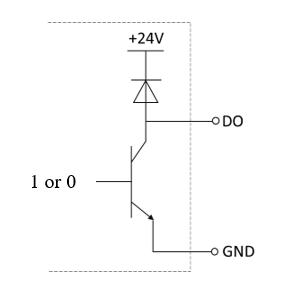 +24V
DO
1 or 0
GND